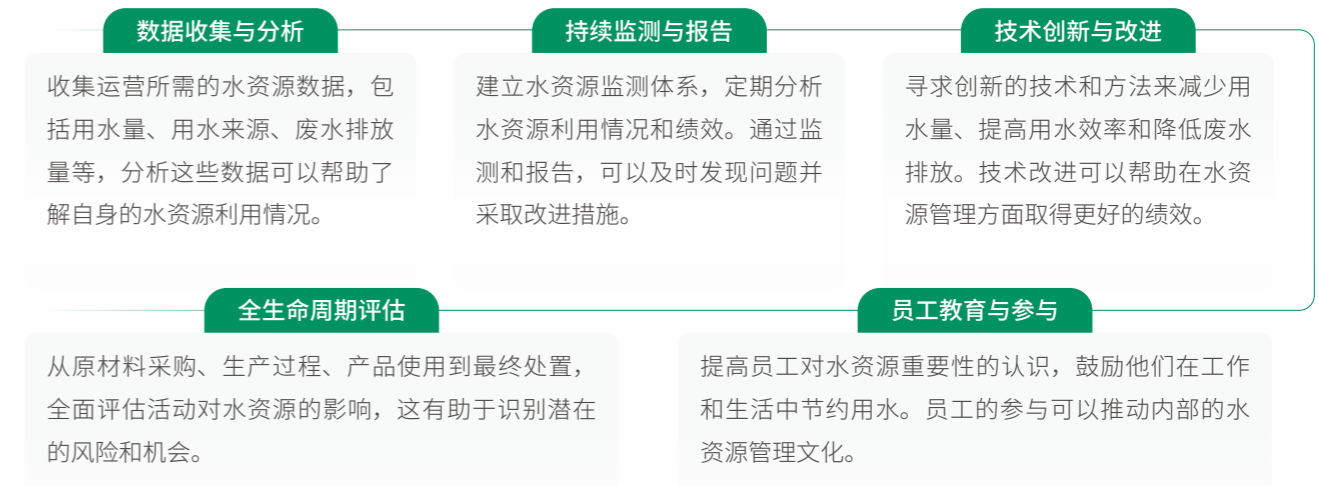 数据收集与分析
收集运营所需的水资源数据，包
括用水量、用水来源、废水排放
量等，分析这些数据可以帮助了
解自身的水资源利用情况。
持续监测与报告
建立水资源监测体系，定期分析
水资源利用情况和绩效。通过监
测和报告，可以及时发现问题并
采取改进措施。
技术创新与改进
寻求创新的技术和方法来减少用
水量、提高用水效率和降低废水
排放。技术改进可以帮助在水资
源管理方面取得更好的绩效。
全生命周期评估
从原材料采购、生产过程、产品使用到最终处置，
全面评估活动对水资源的影响，这有助于识别潜在
的风险和机会。
员工教育与参与
提高员工对水资源重要性的认识，鼓励他们在工作
和生活中节约用水。员工的参与可以推动内部的水
资源管理文化。